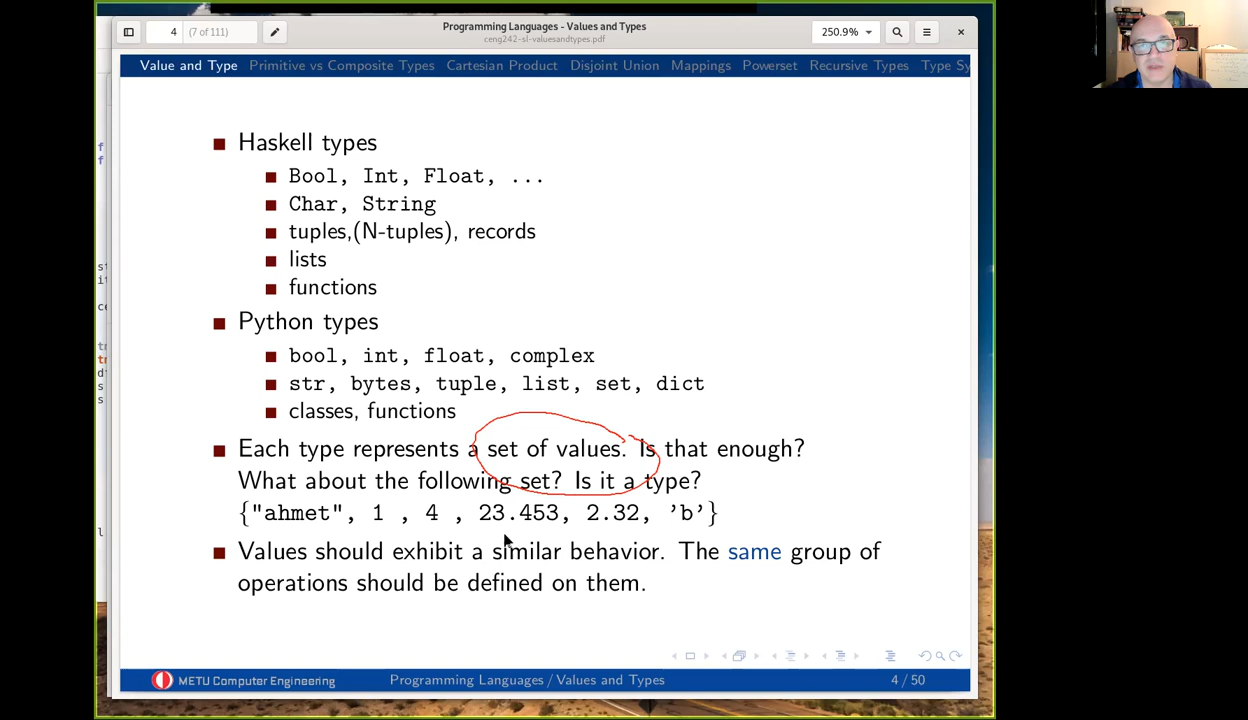 Programming Languages - Values and Types
ceng242-sl-valuesandtypes.pdf
4 (7 of 111)
250.9%
Value and Type Primitive vs Composite Types Cartesian Product Disjoint Union Mappings Powerset Recursive Types Type Sy
Haskell types
Bool, Int, Float, ...
Char, String
tuples,(N-tuples), records
lists
functions
Python types
bool, int, float, complex
str, bytes, tuple, list, set, dict
classes, functions
Each type represents a set of values. Is that enough?
What about the following set? Is it a type?
{"ahmet", 1 , 4 , 23.453, 2.32, 'b'}
Values should exhibit a similar behavior. The same group of
operations should be defined on them.
METU Computer Engineering Programming Languages / Values and Types 4 / 50